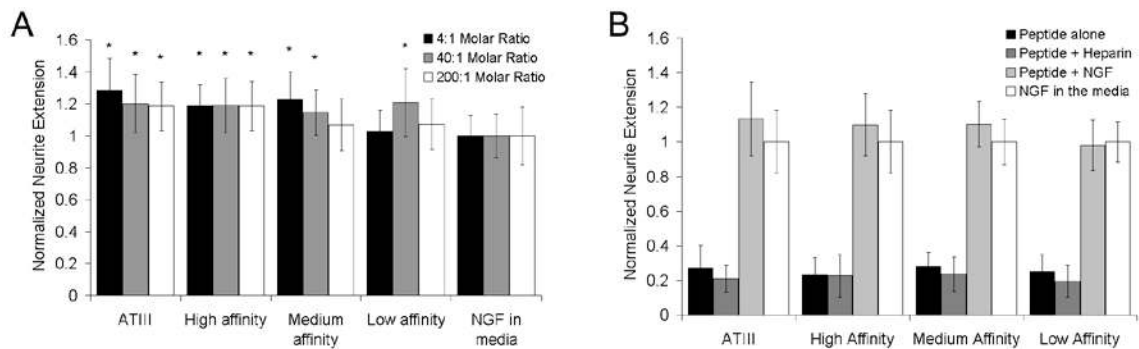 A
Normalized Neurite Extension
1.6
1.4
1.2
1
0.8
0.6
0.4
0.2
0
* * * * * * * * *
4:1 Molar Ratio
40:1 Molar Ratio
200:1 Molar Ratio
ATIII High affinity Medium affinity Low affinity NGF in media
B
Normalized Neurite Extension
1.6
1.4
1.2
1
0.8
0.6
0.4
0.2
0
Peptide alone
Peptide + Heparin
Peptide + NGF
NGF in the media
ATIII High Affinity Medium Affinity Low Affinity